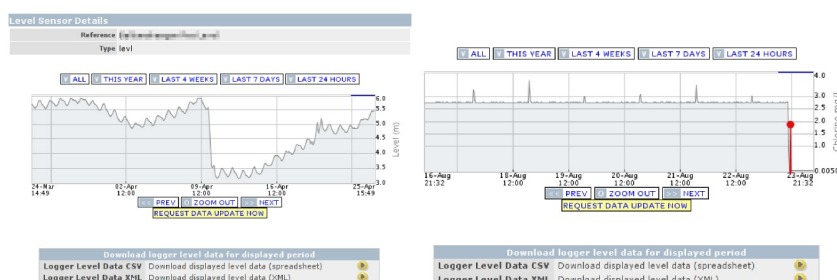 Level Sensor Details
Reference
Type levl
ALL THIS YEAR LAST 4 WEEKS LAST 7 DAYS LAST 24 HOURS
6.0
5.5
5.0
4.5
4.0
3.5
3.0
Level (m)
24-Mar 14:49
02-Apr 12:00
09-Apr 12:00
16-Apr 12:00
25-Apr 15:49
<< PREV ZOOM OUT >> NEXT
REQUEST DATA UPDATE NOW
Download logger level data for displayed period
Logger Level Data CSV Download displayed level data (spreadsheet)
Logger Level Data XML Download displayed level data (XML)
ALL THIS YEAR LAST 4 WEEKS LAST 7 DAYS LAST 24 HOURS
4.0
3.0
2.5
2.0
1.5
1.0
0.0050
16-Aug 21:32
18-Aug 12:00
19-Aug 12:00
20-Aug 12:00
21-Aug 12:00
22-Aug 12:00
23-Aug 21:32
<< PREV ZOOM OUT >> NEXT
REQUEST DATA UPDATE NOW
Download logger level data for displayed period
Logger Level Data CSV Download displayed level data (spreadsheet)
Logger Level Data XML Download displayed level data (XML)